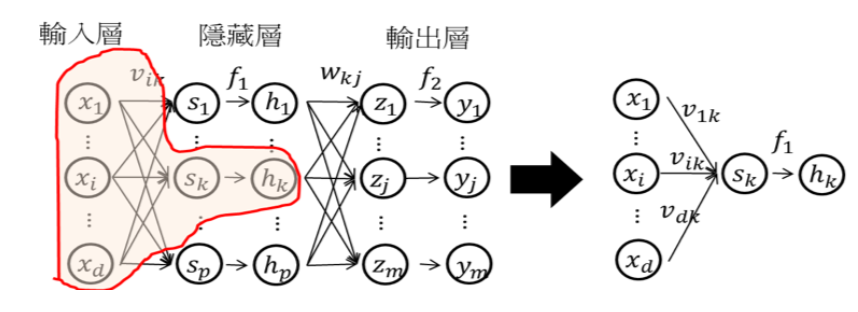 輸入層 隱藏層 輸出層
v_{ik} f_1 w_{kj} f_2
x_1 s_1 h_1 z_1 y_1
⋮ ⋮ ⋮ ⋮ ⋮
x_i s_k h_k z_j y_j
⋮ ⋮ ⋮ ⋮ ⋮
x_d s_p h_p z_m y_m
x_1 v_{1k}
⋮ f_1
x_i v_{ik} s_k h_k
⋮ v_{dk}
x_d